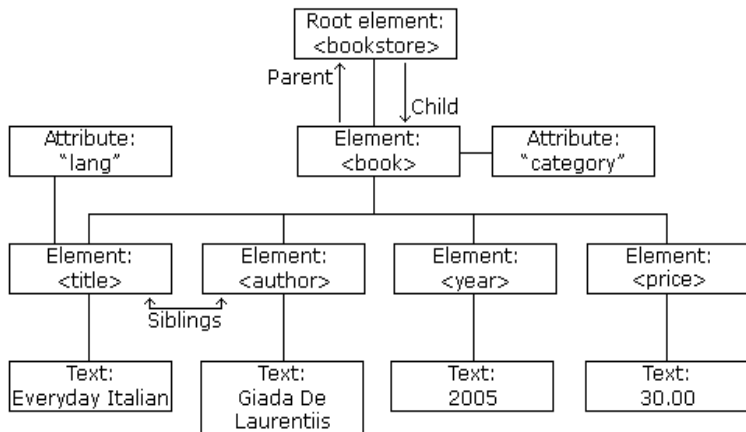 Root element:
<bookstore>
Parent
Child
Attribute:
“lang”
Element:
<book>
Attribute:
“category”
Element:
<title>
Element:
<author>
Element:
<year>
Element:
<price>
Siblings
Text:
Everyday Italian
Text:
Giada De
Laurentiis
Text:
2005
Text:
30.00